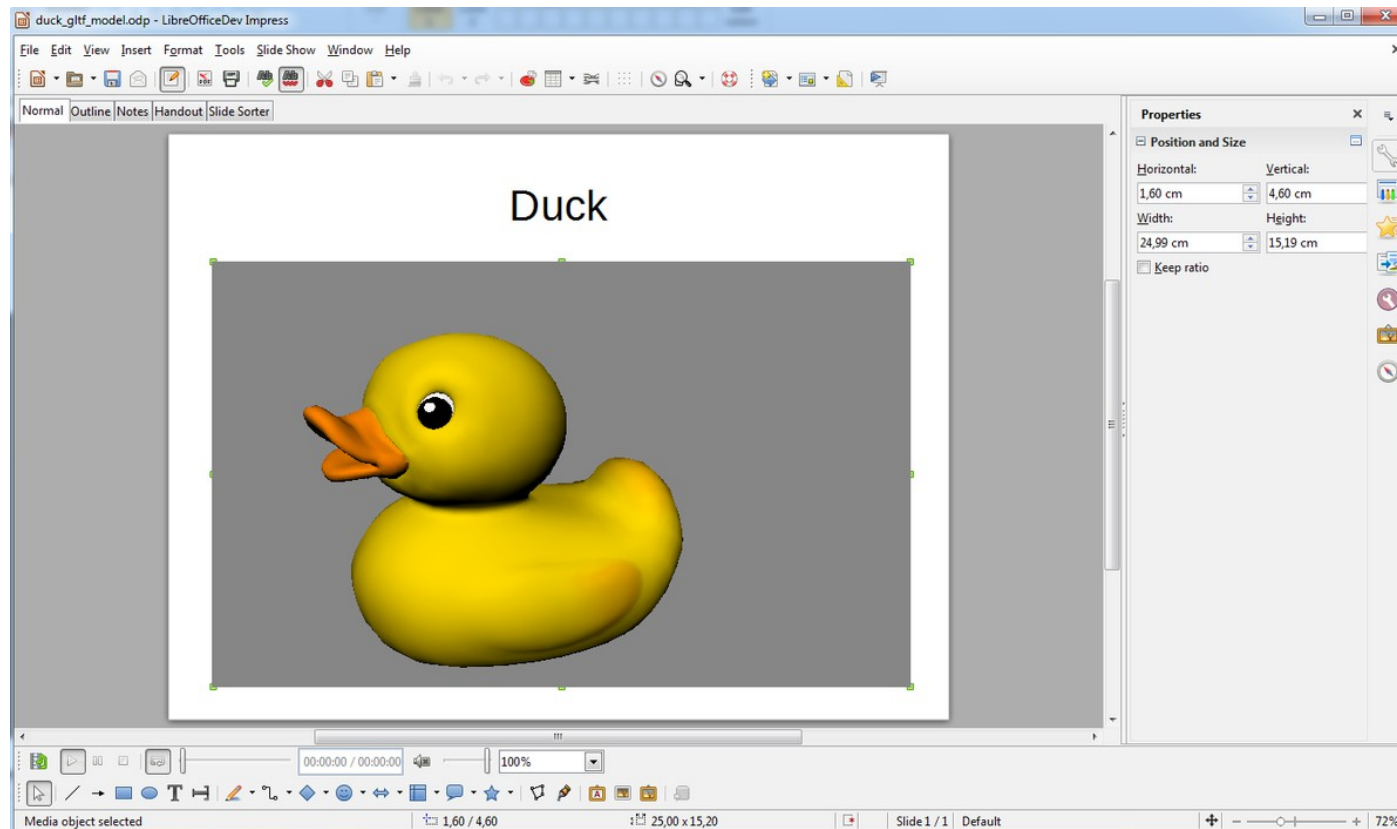 duck_gltf_model.odp - LibreOfficeDev Impress
File Edit View Insert Format Tools Slide Show Window Help
Normal Outline Notes Handout Slide Sorter
Properties
Position and Size
Horizontal: Vertical:
1,60 cm 4,60 cm
Width: Height:
24,99 cm 15,19 cm
Keep ratio
Duck
00:00:00 / 00:00:00 100%
Media object selected 1,60 / 4,60 25,00 x 15,20 Slide 1 / 1 Default 72%